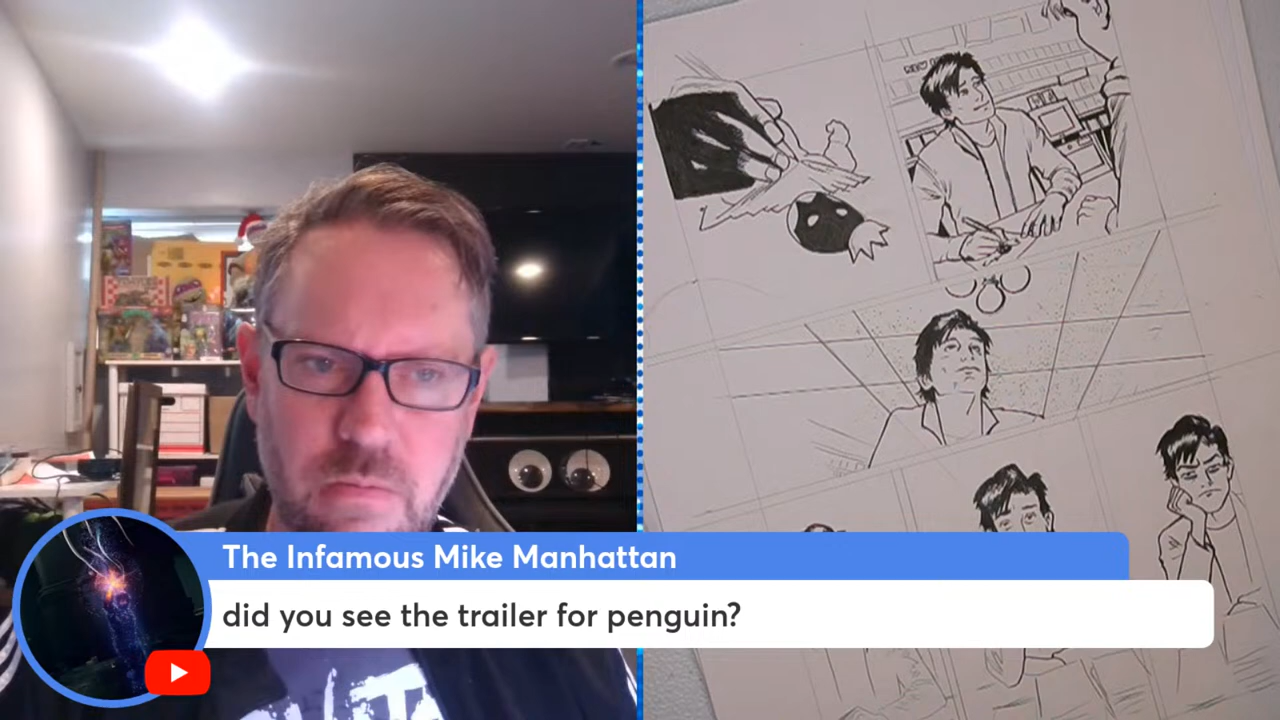 The Infamous Mike Manhattan
did you see the trailer for penguin?